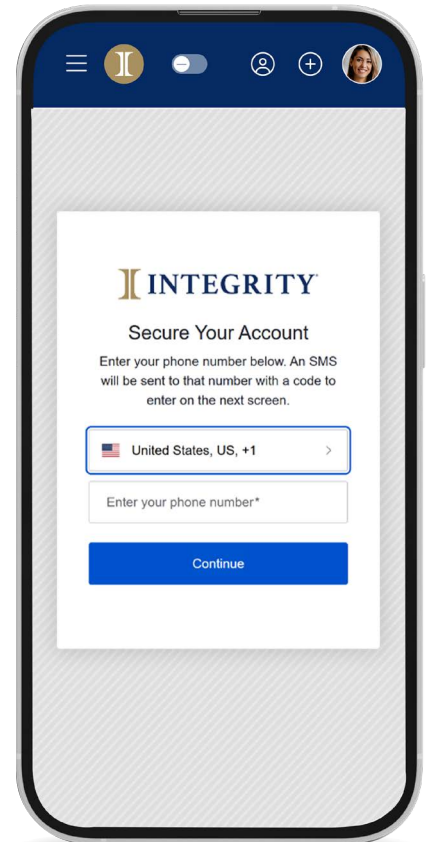 INTEGRITY
Secure Your Account
Enter your phone number below. An SMS
will be sent to that number with a code to
enter on the next screen.
United States, US, +1
Enter your phone number*
Continue